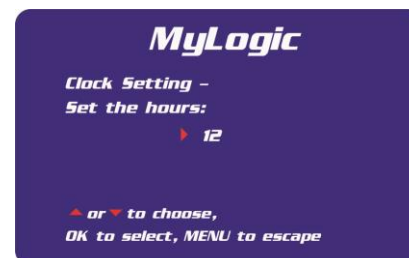 MyLogic
Clock Setting –
Set the hours:
12
or to choose,
OK to select, MENU to escape